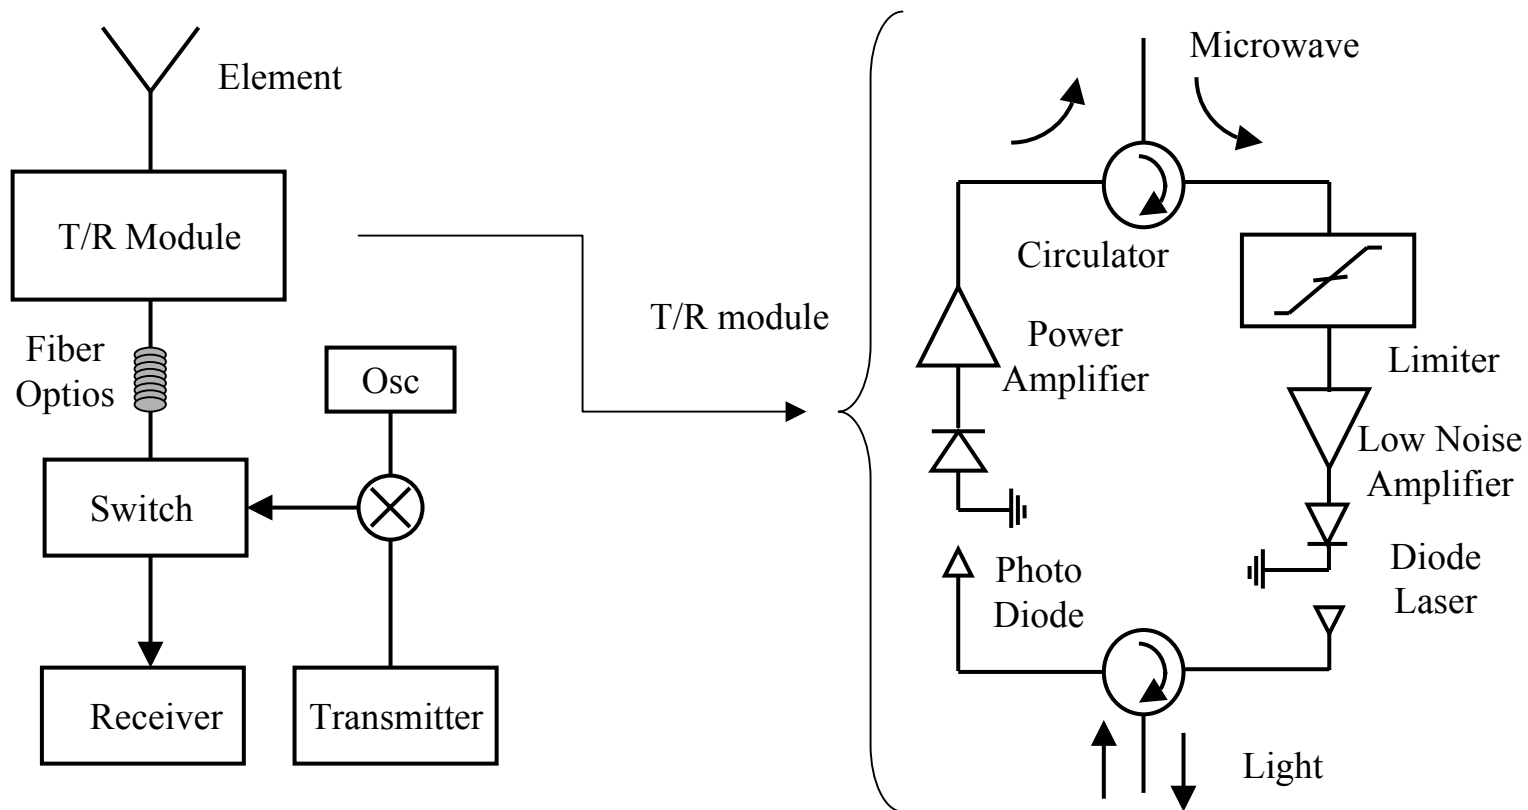 Element
T/R Module
Fiber
Optios
Osc
Switch
Receiver
Transmitter
T/R module
Microwave
Circulator
Power
Amplifier
Limiter
Low Noise
Amplifier
Photo
Diode
Diode
Laser
Light